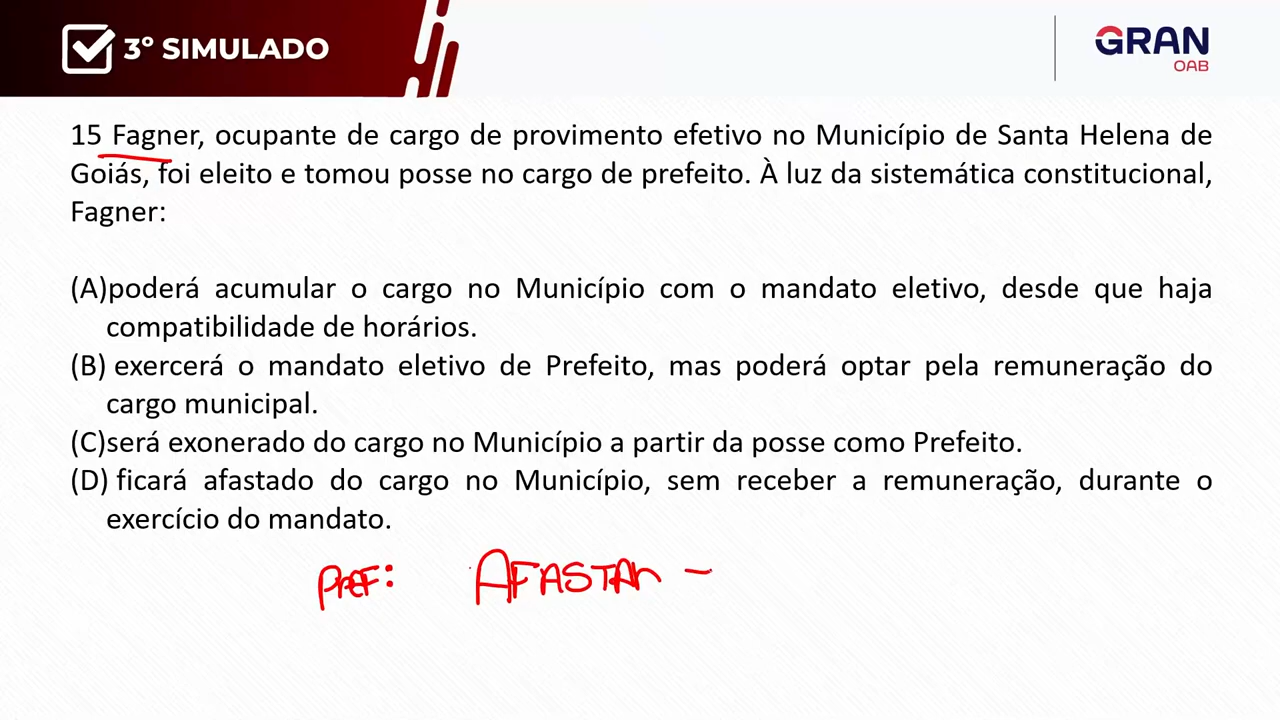 3º SIMULADO
GRAN
OAB
15 Fagner, ocupante de cargo de provimento efetivo no Município de Santa Helena de
Goiás, foi eleito e tomou posse no cargo de prefeito. À luz da sistemática constitucional,
Fagner:
(A)poderá acumular o cargo no Município com o mandato eletivo, desde que haja
compatibilidade de horários.
(B) exercerá o mandato eletivo de Prefeito, mas poderá optar pela remuneração do
cargo municipal.
(C)será exonerado do cargo no Município a partir da posse como Prefeito.
(D) ficará afastado do cargo no Município, sem receber a remuneração, durante o
exercício do mandato.
PREF: AFASTAR -